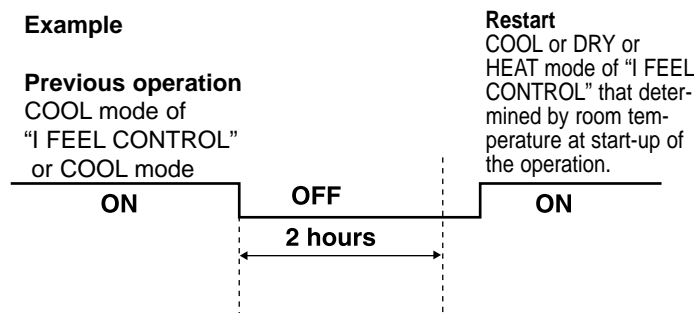 Example
Previous operation
COOL mode of
“I FEEL CONTROL”
or COOL mode
Restart
COOL or DRY or
HEAT mode of “I FEEL
CONTROL” that deter-
mined by room tem-
perature at start-up of
the operation.
ON
OFF
ON
2 hours